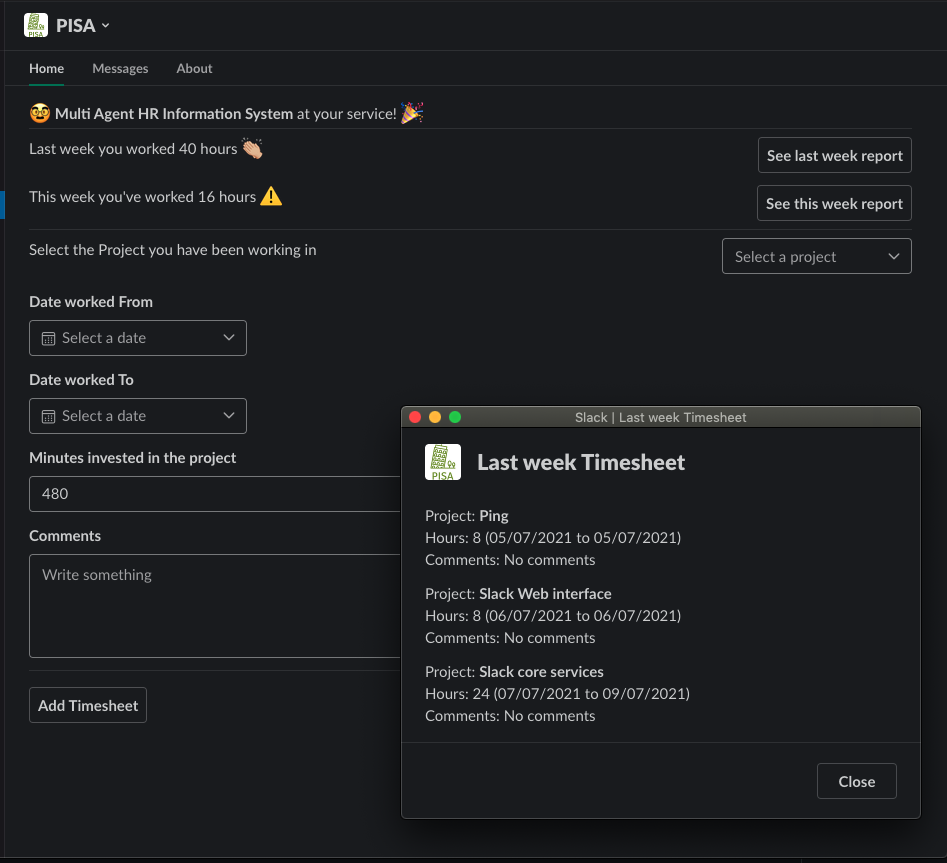 PISA
PISA
Home Messages About
Multi Agent HR Information System at your service!
Last week you worked 40 hours
See last week report
This week you've worked 16 hours
See this week report
Select the Project you have been working in
Select a project
Date worked From
Select a date
Date worked To
Select a date
Minutes invested in the project
480
Comments
Write something
Add Timesheet
Slack | Last week Timesheet
PISA
Last week Timesheet
Project: Ping
Hours: 8 (05/07/2021 to 05/07/2021)
Comments: No comments
Project: Slack Web interface
Hours: 8 (06/07/2021 to 06/07/2021)
Comments: No comments
Project: Slack core services
Hours: 24 (07/07/2021 to 09/07/2021)
Comments: No comments
Close